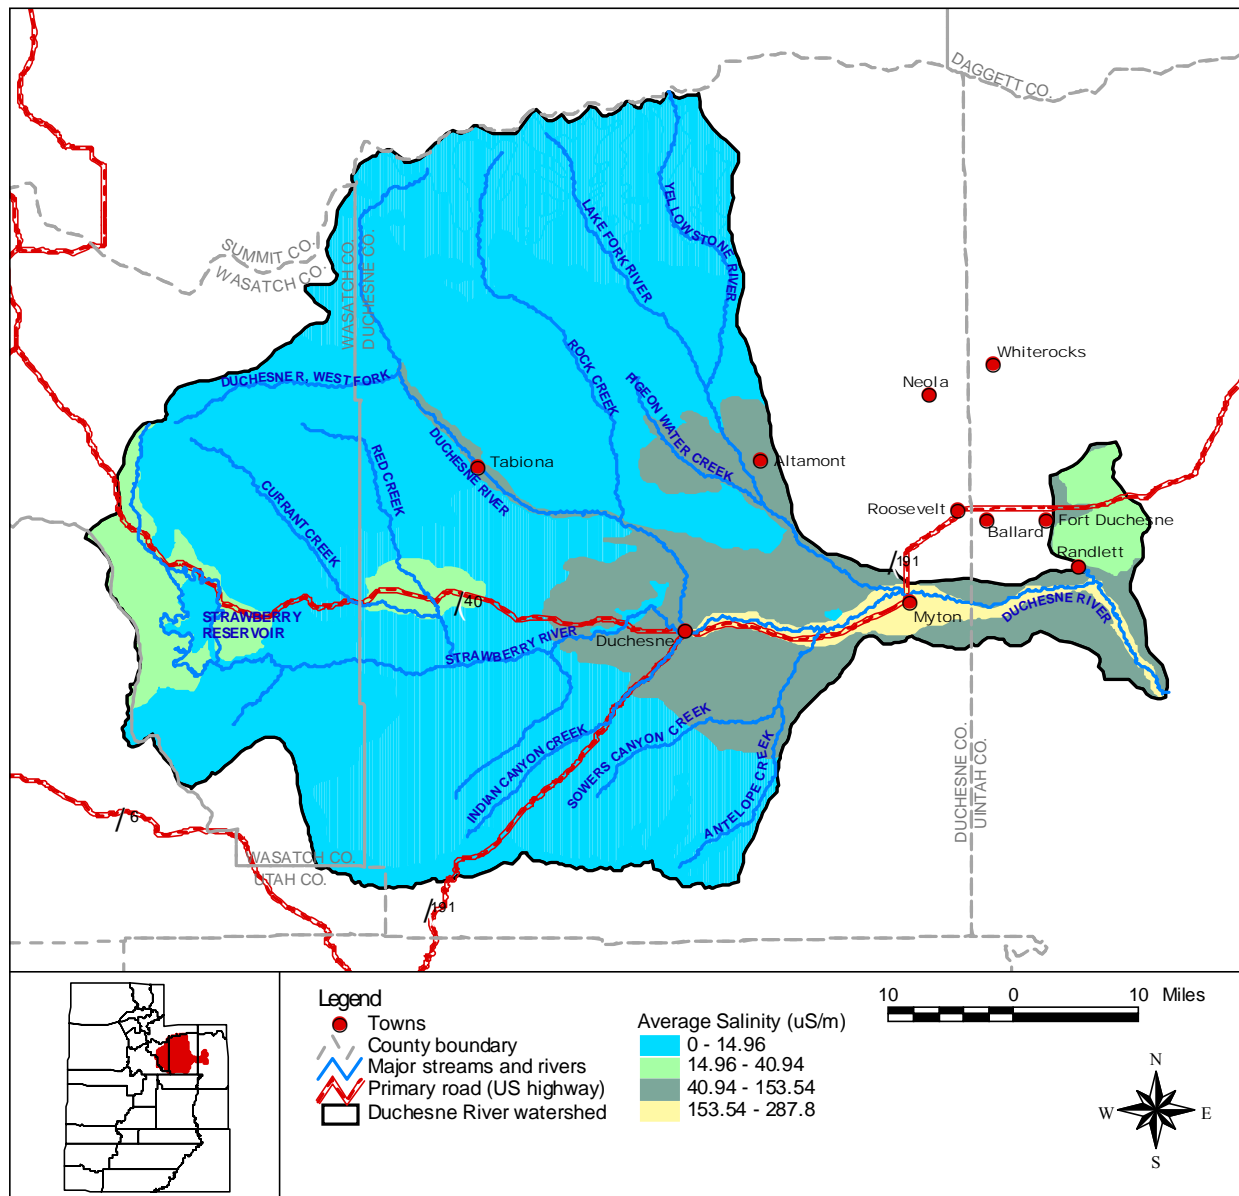 DAGGETT CO.
SUMMIT CO.
WASATCH CO.
WASATCH CO.
DUCHESNE CO.
YELLOWSTONE RIVER
LAKE FORK RIVER
ROCK CREEK
PIGEON WATER CREEK
DUCHESNE R, WEST FORK
DUCHESNE RIVER
RED CREEK
CURRANT CREEK
Whiterocks
Neola
Tabiona
Altamont
Roosevelt
Ballard
Fort Duchesne
Randlett
191
40
STRAWBERRY
RESERVOIR
STRAWBERRY RIVER
Duchesne
Myton
DUCHESNE RIVER
INDIAN CANYON CREEK
SOWERS CANYON CREEK
ANTELOPE CREEK
DUCHESNE CO.
UINTAH CO.
6
WASATCH CO.
UTAH CO.
191
Legend
Towns
County boundary
Major streams and rivers
Primary road (US highway)
Duchesne River watershed
Average Salinity (uS/m)
0 - 14.96
14.96 - 40.94
40.94 - 153.54
153.54 - 287.8
10 0 10 Miles
N
W E
S